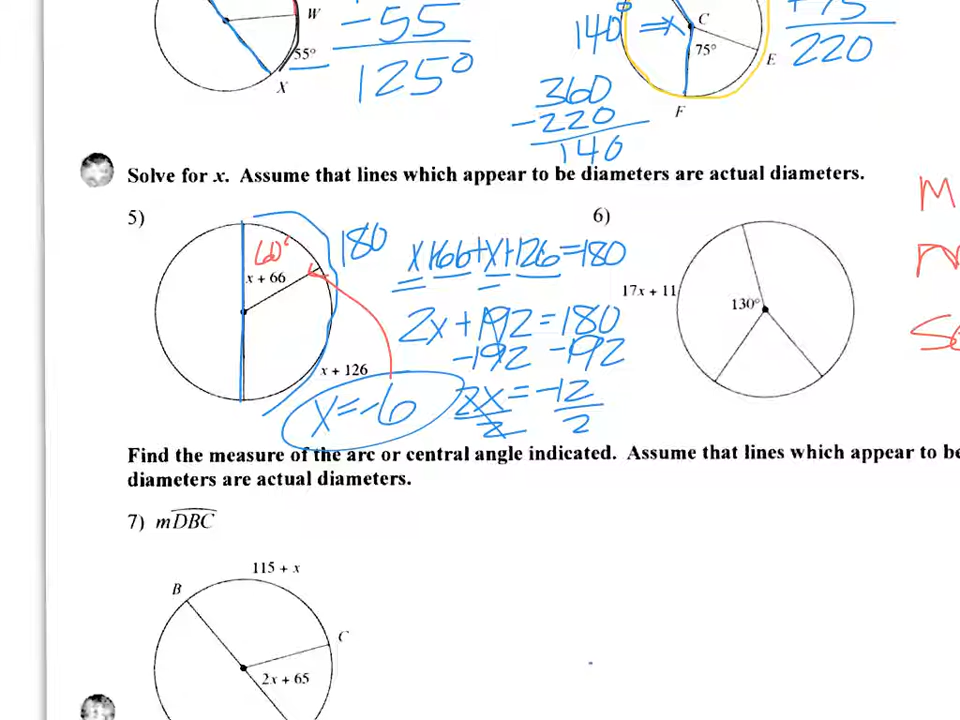 W
-55
55°
X
125°
140° ⇒ x
C
75°
E
F
220
360
-220
140
Solve for x. Assume that lines which appear to be diameters are actual diameters.
5)
60°
x + 66
x + 126
180
x+66+x+126=180
2x+192=180
-192 -192
2x=-12
2 2
x=-6
6)
17x + 11
130°
M
Find the measure of the arc or central angle indicated. Assume that lines which appear to be
diameters are actual diameters.
7) mDBC
115 + x
B
C
2x + 65